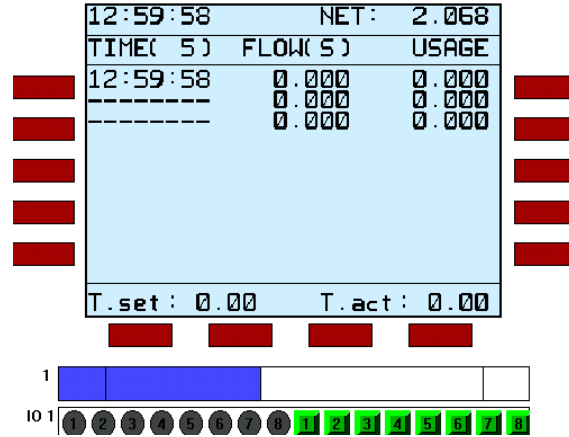 12:59:58 NET: 2.068
TIME( 5) FLOW(S) USAGE
12:59:58 0.000 0.000
-------- 0.000 0.000
-------- 0.000 0.000
T.set: 0.00 T.act: 0.00
1
IO 1 1 2 3 4 5 6 7 8 1 2 3 4 5 6 7 8